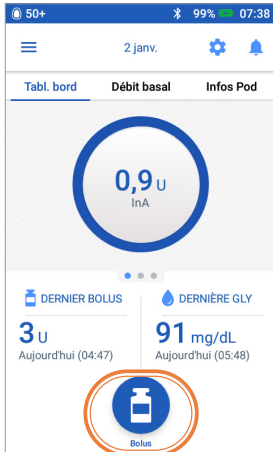 50+ 99% 07:38
2 janv.
Tabl. bord Débit basal Infos Pod
0,9 U
InA
DERNIER BOLUS DERNIÈRE GLY
3 U 91 mg/dL
Aujourd'hui (04:47) Aujourd'hui (05:48)
Bolus